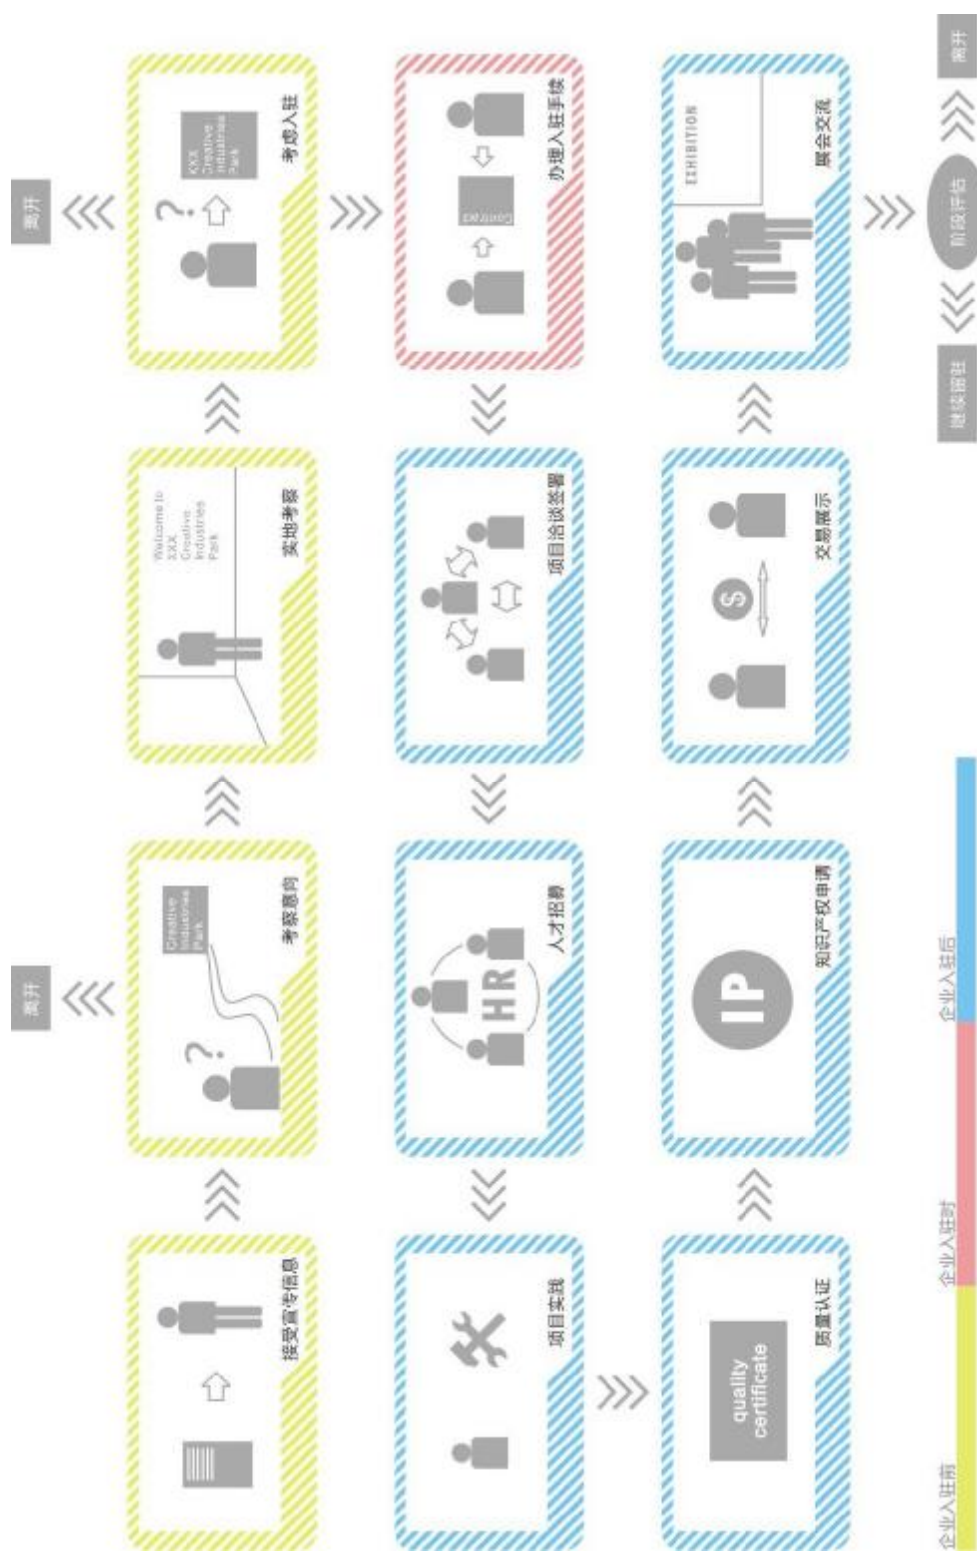 离开
离开
接受宣传信息
Creative
Industries
Park
?
考察意向
Welcome to
XXX
Creative
Industries
Park
实地考察
XXX
Creative
Industries
Park
?
考虑入驻
Contract
办理入驻手续
项目洽谈签署
HR
人才招募
项目实践
quality
certificate
质量认证
IP
知识产权申请
$
交易展示
EXHIBITION
展会交流
企业入驻前
企业入驻时
企业入驻后
继续留驻
阶段评估
离开